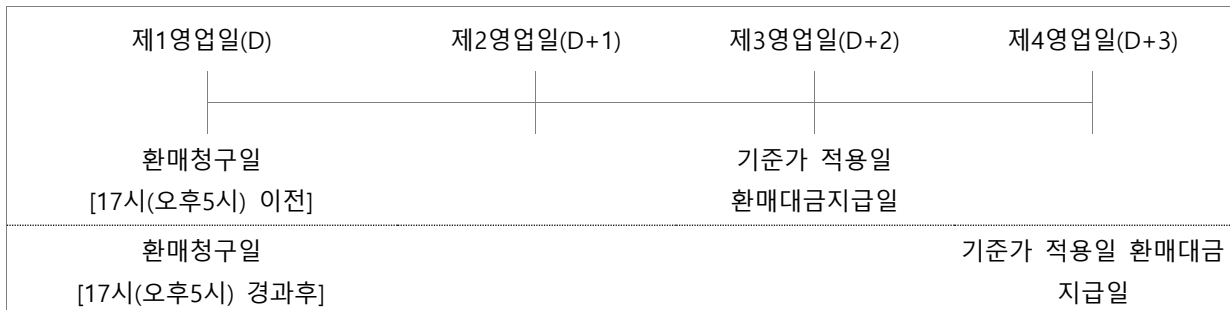 제1영업일(D) 제2영업일(D+1) 제3영업일(D+2) 제4영업일(D+3)
환매청구일 기준가 적용일
[17시(오후5시) 이전] 환매대금지급일
환매청구일 기준가 적용일 환매대금
[17시(오후5시) 경과후] 지급일